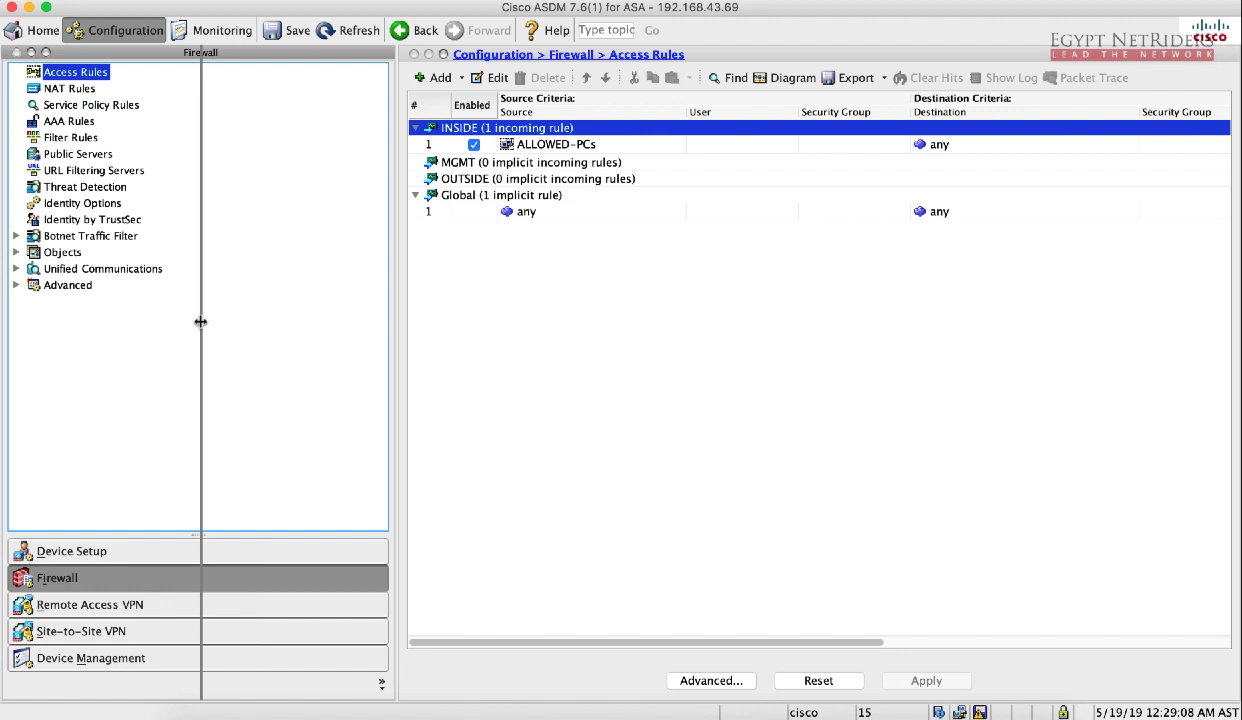 Cisco ASDM 7.6(1) for ASA - 192.168.43.69
Home Configuration Monitoring Save Refresh Back Forward Help Type topic Go
EGYPT NETRIDERS
LEAD THE NETWORK
CISCO
Firewall
Access Rules
NAT Rules
Service Policy Rules
AAA Rules
Filter Rules
Public Servers
URL Filtering Servers
Threat Detection
Identity Options
Identity by TrustSec
Botnet Traffic Filter
Objects
Unified Communications
Advanced
Device Setup
Firewall
Remote Access VPN
Site-to-Site VPN
Device Management
»
Configuration > Firewall > Access Rules
Add Edit Delete Find Diagram Export Clear Hits Show Log Packet Trace
# Enabled Source Criteria: Destination Criteria:
Source User Security Group Destination Security Group
INSIDE (1 incoming rule)
1 ALLOWED-PCs any
MGMT (0 implicit incoming rules)
OUTSIDE (0 implicit incoming rules)
Global (1 implicit rule)
1 any any
Advanced... Reset Apply
cisco 15 5/19/19 12:29:08 AM AST